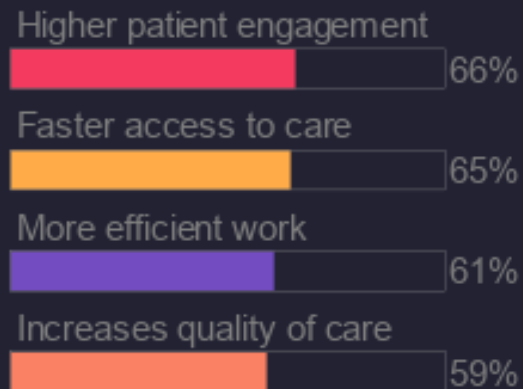 Higher patient engagement
66%
Faster access to care
65%
More efficient work
61%
Increases quality of care
59%